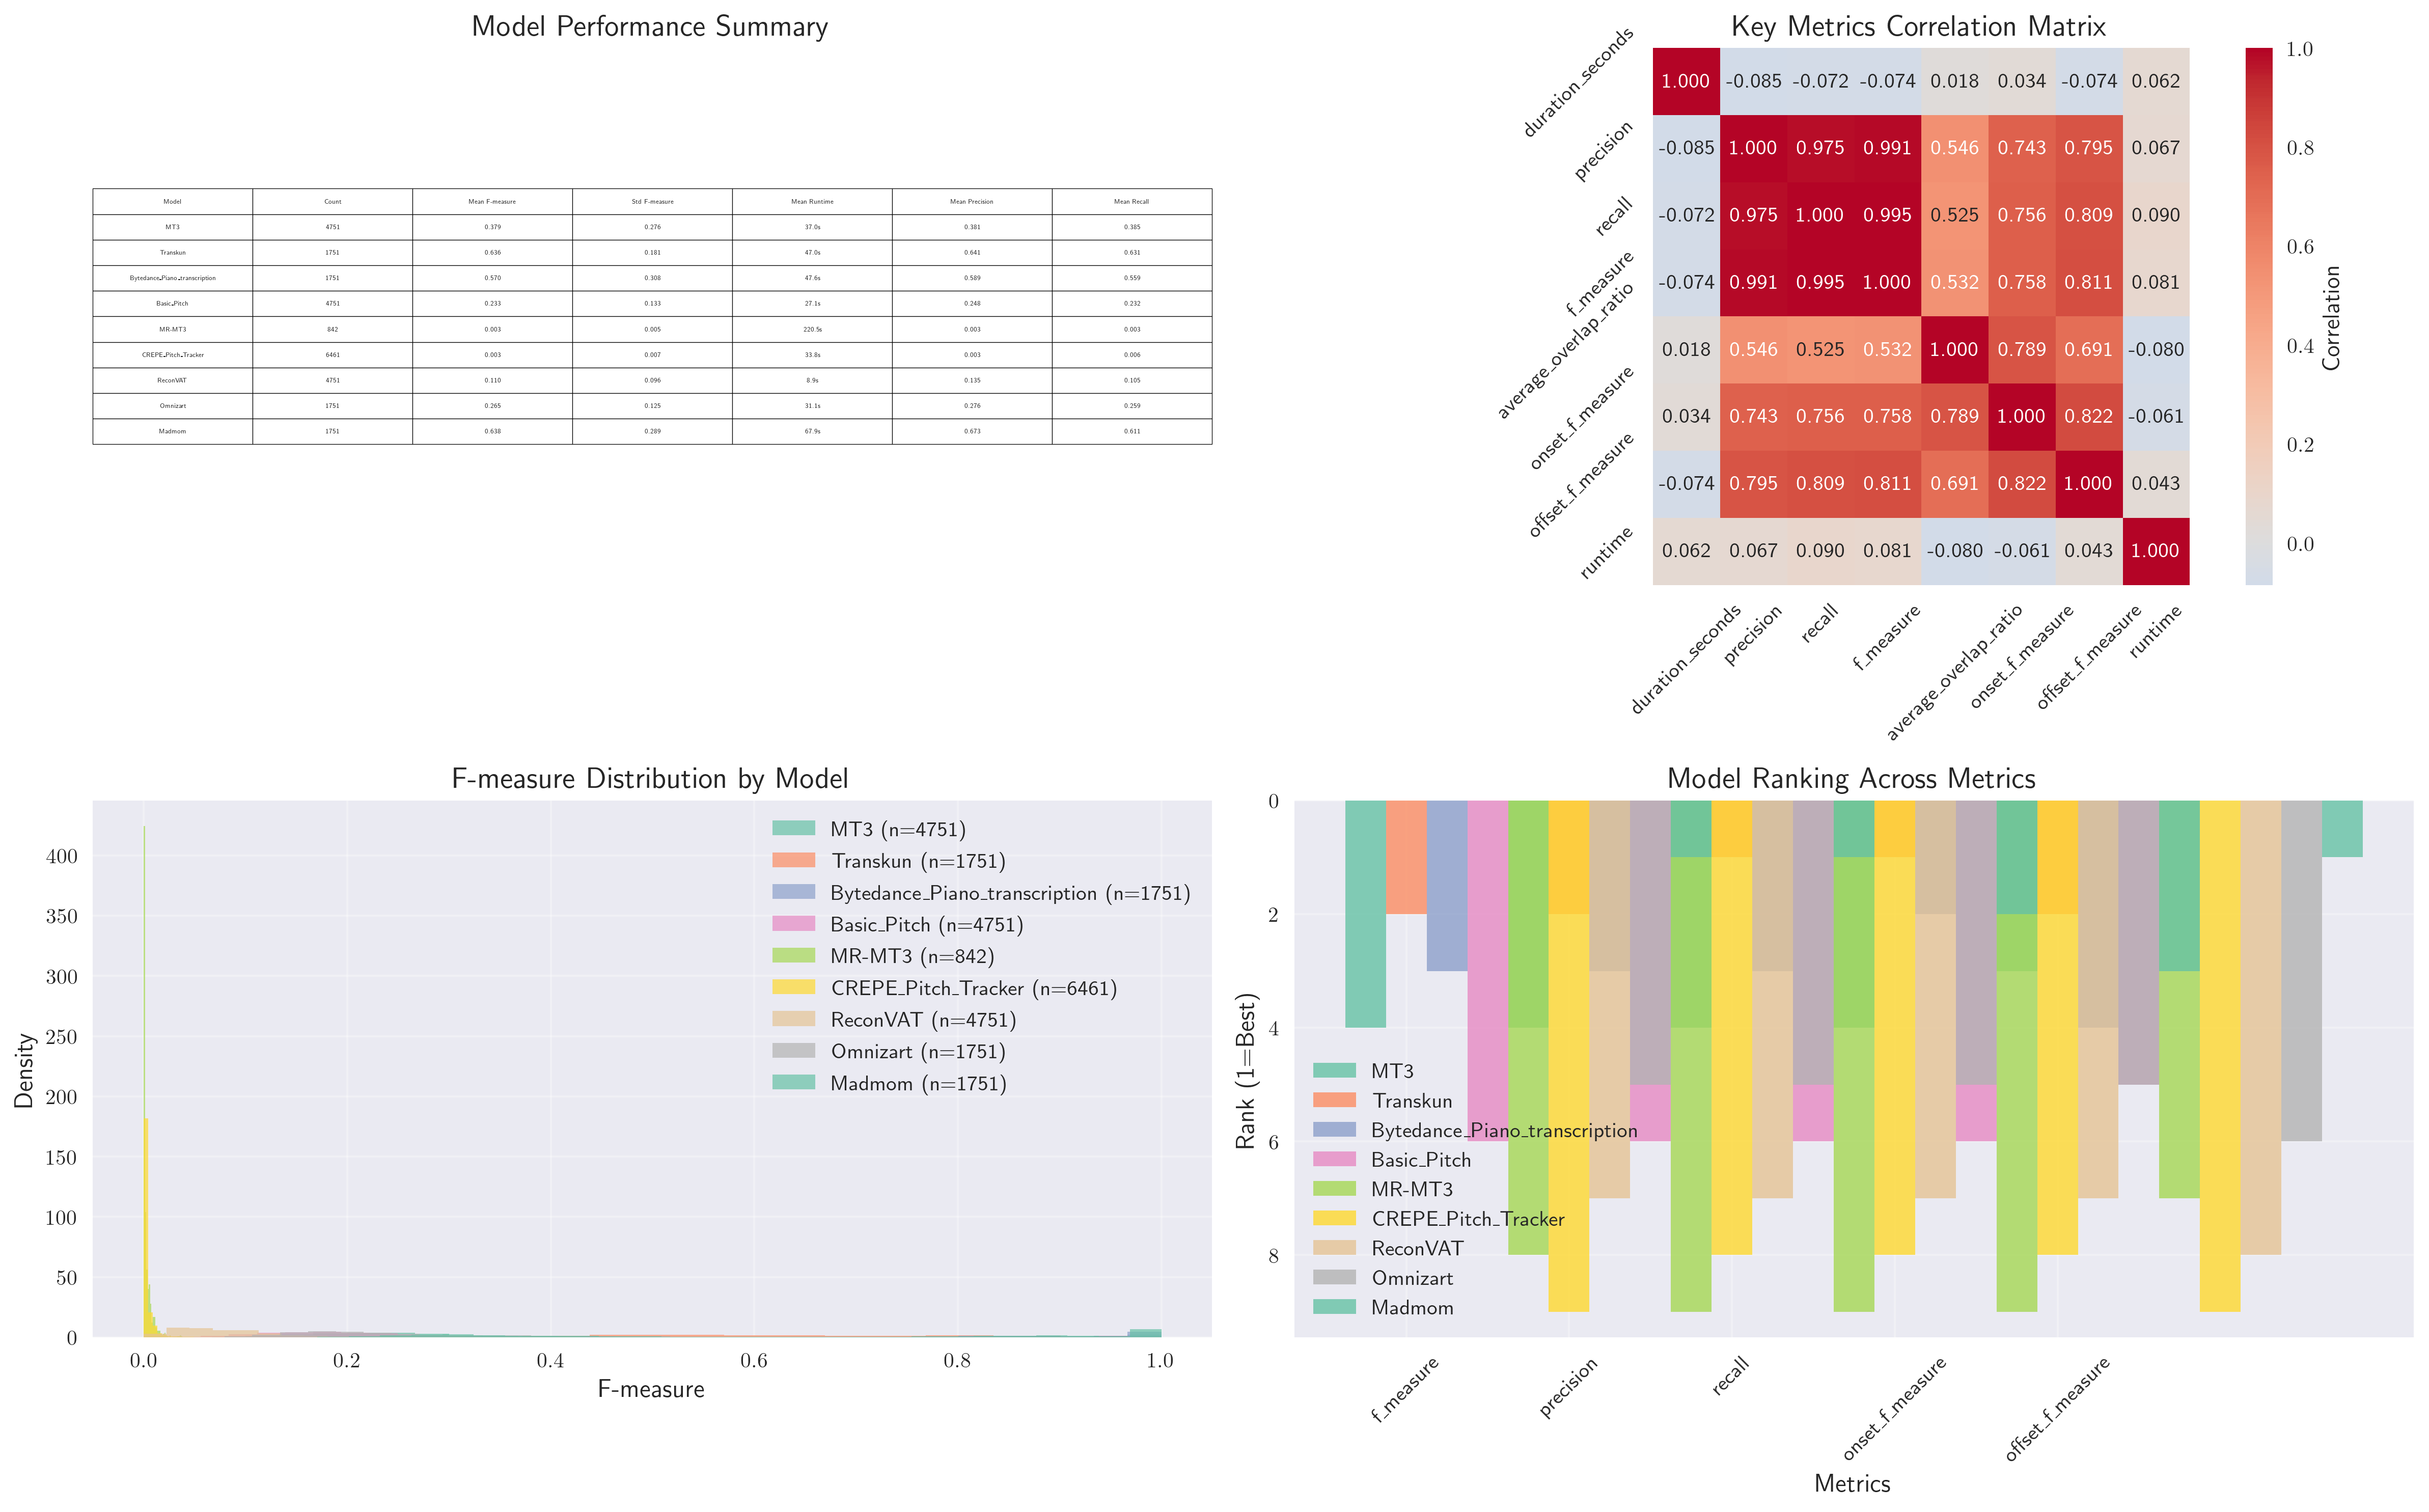 Model Performance Summary
Model Count Mean F-measure Std F-measure Mean Runtime Mean Precision Mean Recall
MT3 4751 0.379 0.276 37.0s 0.381 0.385
Transkun 1751 0.636 0.181 47.0s 0.641 0.631
Bytedance_Piano_transcription 1751 0.570 0.308 47.6s 0.589 0.559
Basic_Pitch 4751 0.233 0.133 27.1s 0.248 0.232
MR-MT3 842 0.003 0.005 220.5s 0.003 0.003
CREPE_Pitch_Tracker 6461 0.003 0.007 33.8s 0.003 0.006
ReconVAT 4751 0.110 0.096 8.9s 0.135 0.105
Omnizart 1751 0.265 0.125 31.1s 0.276 0.259
Madmom 1751 0.638 0.289 67.9s 0.673 0.611
Key Metrics Correlation Matrix
duration_seconds 1.000 -0.085 -0.072 -0.074 0.018 0.034 -0.074 0.062
precision -0.085 1.000 0.975 0.991 0.546 0.743 0.795 0.067
recall -0.072 0.975 1.000 0.995 0.525 0.756 0.809 0.090
f_measure -0.074 0.991 0.995 1.000 0.532 0.758 0.811 0.081
average_overlap_ratio 0.018 0.546 0.525 0.532 1.000 0.789 0.691 -0.080
onset_f_measure 0.034 0.743 0.756 0.758 0.789 1.000 0.822 -0.061
offset_f_measure -0.074 0.795 0.809 0.811 0.691 0.822 1.000 0.043
runtime 0.062 0.067 0.090 0.081 -0.080 -0.061 0.043 1.000
duration_seconds precision recall f_measure average_overlap_ratio onset_f_measure offset_f_measure runtime
1.0
0.8
0.6
0.4
0.2
0.0
Correlation
F-measure Distribution by Model
Density
400
350
300
250
200
150
100
50
0
MT3 (n=4751)
Transkun (n=1751)
Bytedance_Piano_transcription (n=1751)
Basic_Pitch (n=4751)
MR-MT3 (n=842)
CREPE_Pitch_Tracker (n=6461)
ReconVAT (n=4751)
Omnizart (n=1751)
Madmom (n=1751)
0.0 0.2 0.4 0.6 0.8 1.0
F-measure
Model Ranking Across Metrics
Rank (1=Best)
0
2
4
6
8
MT3
Transkun
Bytedance_Piano_transcription
Basic_Pitch
MR-MT3
CREPE_Pitch_Tracker
ReconVAT
Omnizart
Madmom
f_measure precision recall onset_f_measure offset_f_measure
Metrics